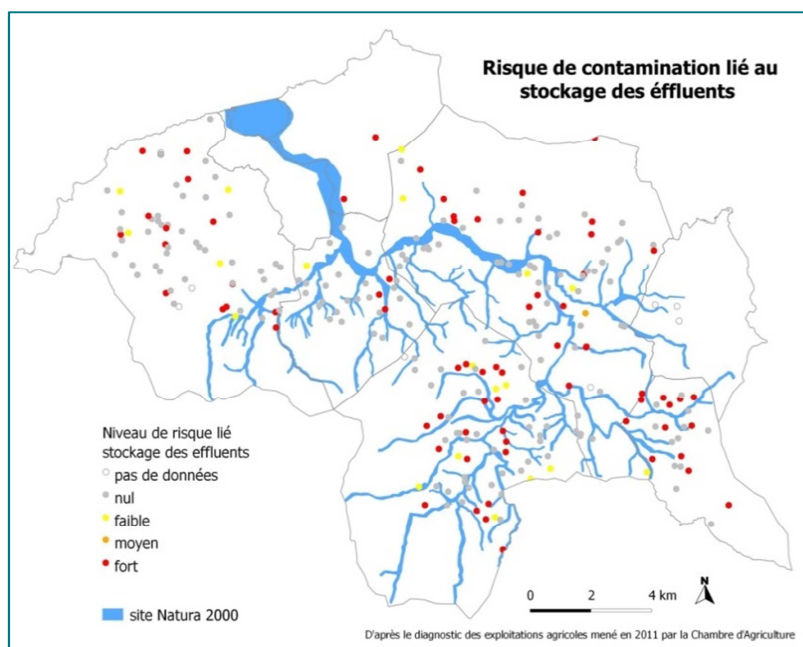 Risque de contamination lié au
stockage des éffluents
Niveau de risque lié
stockage des effluents
pas de données
nul
faible
moyen
fort
site Natura 2000
0 2 4 km
N
D'après le diagnostic des exploitations agricoles mené en 2011 par la Chambre d'Agriculture